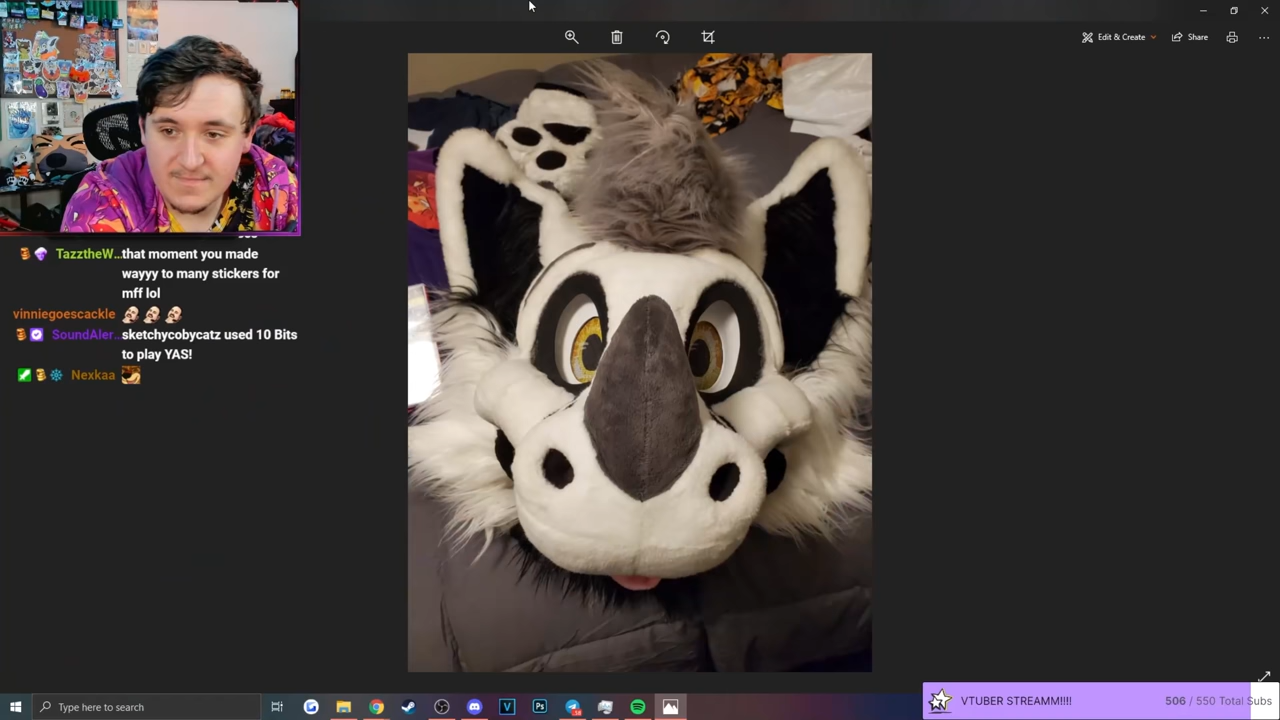 Edit & Create
Share
TazztheW... that moment you made
wayyy to many stickers for
mff lol
vinniegoescackle
SoundAler... sketchycobycatz used 10 Bits
to play YAS!
Nexkaa
Type here to search
V
Ps
VTUBER STREAMM!!!! 506 / 550 Total Subs